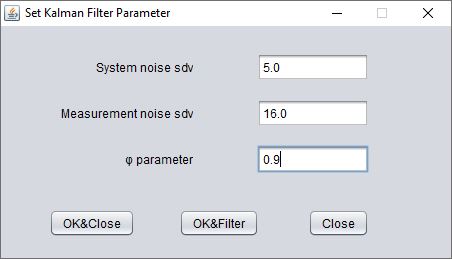 Set Kalman Filter Parameter
System noise sdv 5.0
Measurement noise sdv 16.0
φ parameter 0.9
OK&Close OK&Filter Close